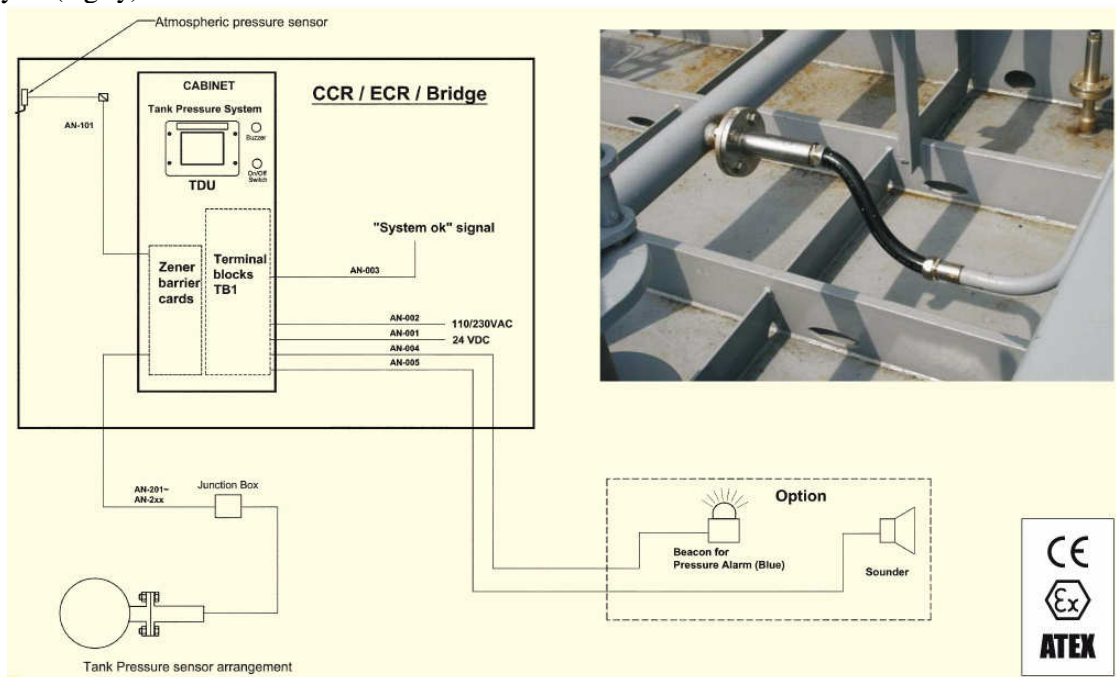 Atmospheric pressure sensor
CABINET
Tank Pressure System
Buzzer
On/Off
Switch
TDU
CCR / ECR / Bridge
AN-101
"System ok" signal
Zener
barrier
cards
Terminal
blocks
TB1
AN-003
AN-002
110/230VAC
AN-001
24 VDC
AN-004
AN-005
AN-201~
AN-2xx
Junction Box
Option
Beacon for
Pressure Alarm (Blue)
Sounder
Tank Pressure sensor arrangement
CE
Ex
ATEX